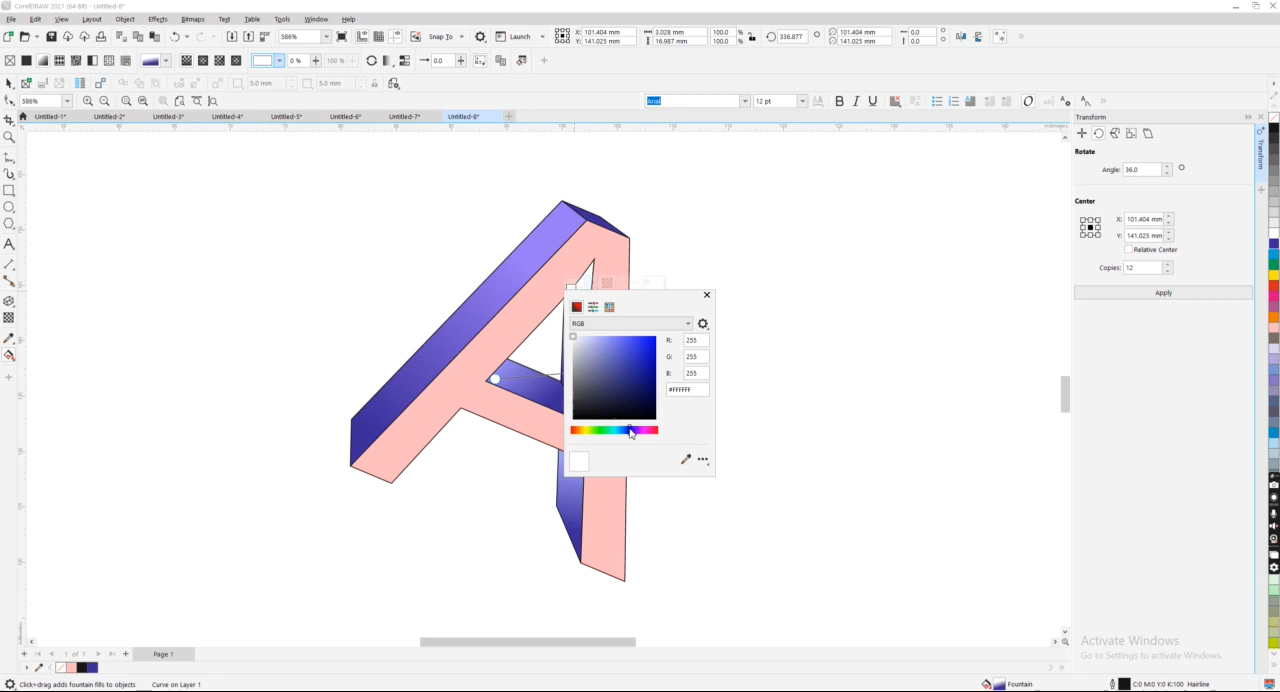 CorelDRAW 2021 (64-Bit) - Untitled-8*
File Edit View Layout Object Effects Bitmaps Text Table Tools Window Help
586% PDF Snap To Launch X: 101.404 mm 3.028 mm 100.0 % 336.877 101.404 mm 0.0
Y: 141.025 mm 16.987 mm 100.0 % 141.025 mm 0.0
0 % 100 % 0.0
5.0 mm 5.0 mm
586% Arial 12 pt
Untitled-1* Untitled-2* Untitled-3* Untitled-4* Untitled-5* Untitled-6* Untitled-7* Untitled-8*
millimeters
Transform
Rotate
Angle: 36.0
Center
X: 101.404 mm
Y: 141.025 mm
Relative Center
Copies: 12
Apply
Transform
RGB
R: 255
G: 255
B: 255
#FFFFFF
A
Activate Windows
Go to Settings to activate Windows.
1 of 1 Page 1
Click+drag adds fountain fills to objects Curve on Layer 1 Fountain C:0 M:0 Y:0 K:100 Hairline